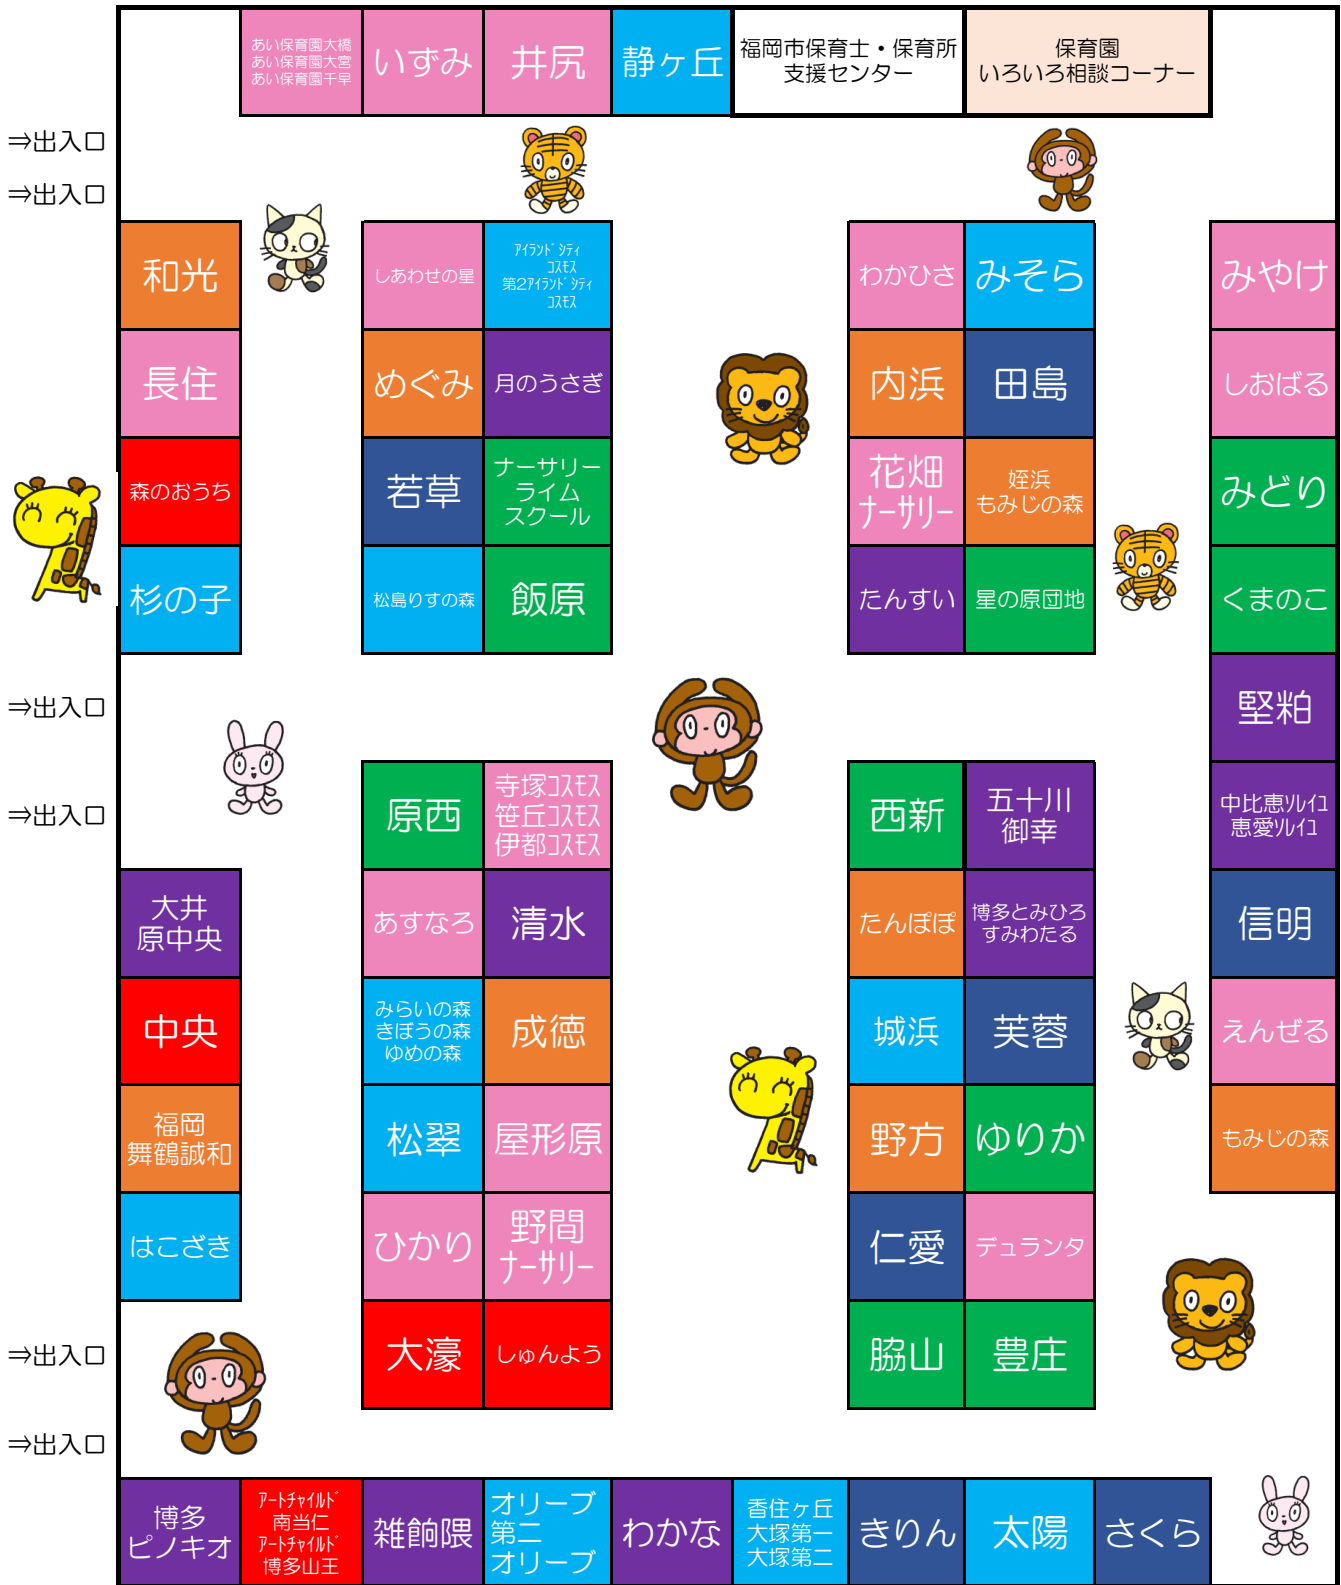 あい保育園大橋
あい保育園大宮
あい保育園千早
いずみ
井尻
静ヶ丘
福岡市保育士・保育所
支援センター
保育園
いろいろ相談コーナー
⇒出入口
⇒出入口
和光
しあわせの星
ｱｲﾗﾝﾄﾞｼﾃｨ
ｺｽﾓｽ
第2ｱｲﾗﾝﾄﾞｼﾃｨ
ｺｽﾓｽ
わかひさ
みそら
みやけ
長住
めぐみ
月のうさぎ
内浜
田島
しおばる
森のおうち
若草
ナーサリー
ライム
スクール
花畑
ﾅｰｻﾘｰ
姪浜
もみじの森
みどり
杉の子
松島りすの森
飯原
たんすい
星の原団地
くまのこ
⇒出入口
堅粕
⇒出入口
原西
寺塚ｺｽﾓｽ
笹丘ｺｽﾓｽ
伊都ｺｽﾓｽ
西新
五十川
御幸
中比恵ｿﾚｲﾕ
恵愛ｿﾚｲﾕ
大井
原中央
あすなろ
清水
たんぽぽ
博多とみひろ
すみわたる
信明
中央
みらいの森
きぼうの森
ゆめの森
成徳
城浜
芙蓉
えんぜる
福岡
舞鶴誠和
松翠
屋形原
野方
ゆりか
もみじの森
はこざき
ひかり
野間
ﾅｰｻﾘｰ
仁愛
デュランタ
⇒出入口
大濠
しゅんよう
脇山
豊庄
⇒出入口
博多
ピノキオ
ｱｰﾄﾁｬｲﾙﾄﾞ
南当仁
ｱｰﾄﾁｬｲﾙﾄﾞ
博多山王
雑餉隈
オリーブ
第二
オリーブ
わかな
香住ヶ丘
大塚第一
大塚第二
きりん
太陽
さくら